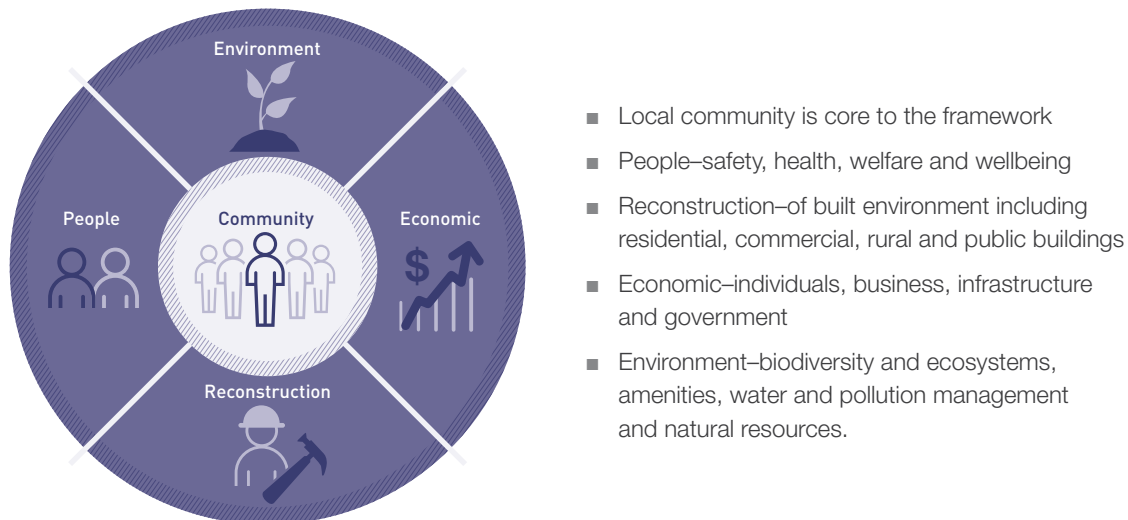 Environment
People
Community
Economic
$
Reconstruction
■ Local community is core to the framework
■ People–safety, health, welfare and wellbeing
■ Reconstruction–of built environment including
residential, commercial, rural and public buildings
■ Economic–individuals, business, infrastructure
and government
■ Environment–biodiversity and ecosystems,
amenities, water and pollution management
and natural resources.